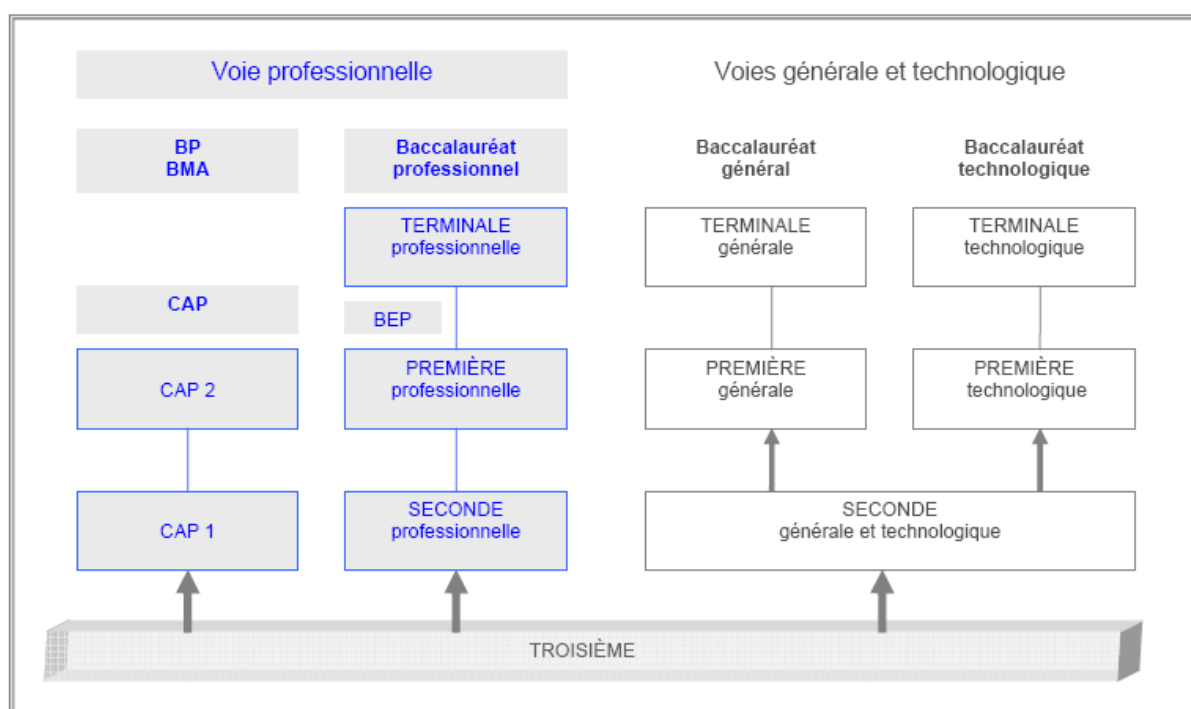 Voie professionnelle
Voies générale et technologique
BP
BMA
Baccalauréat
professionnel
Baccalauréat
général
Baccalauréat
technologique
TERMINALE
professionnelle
TERMINALE
générale
TERMINALE
technologique
CAP
BEP
CAP 2
PREMIÈRE
professionnelle
PREMIÈRE
générale
PREMIÈRE
technologique
CAP 1
SECONDE
professionnelle
SECONDE
générale et technologique
TROISIÈME